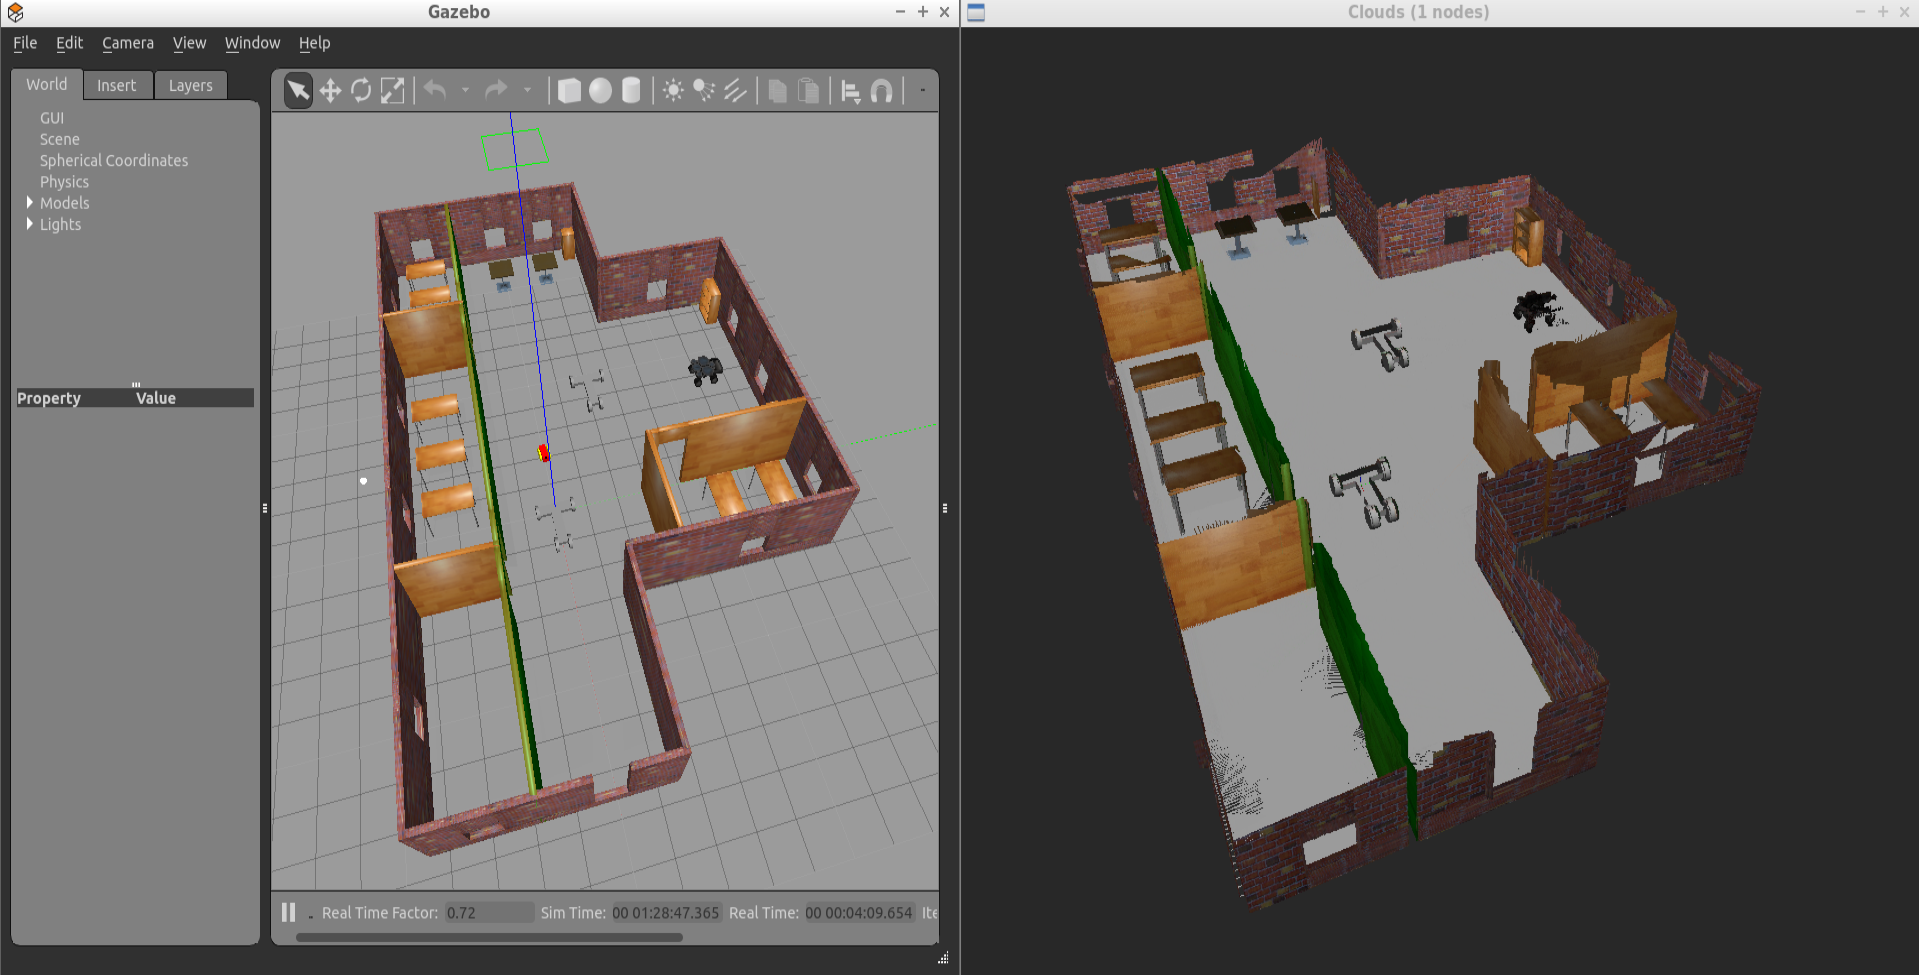 Gazebo
File Edit Camera View Window Help
World Insert Layers
GUI
Scene
Spherical Coordinates
Physics
Models
Lights
Property Value
Real Time Factor: 0.72 Sim Time: 00 01:28:47.365 Real Time: 00 00:04:09.654 Ite
Clouds (1 nodes)